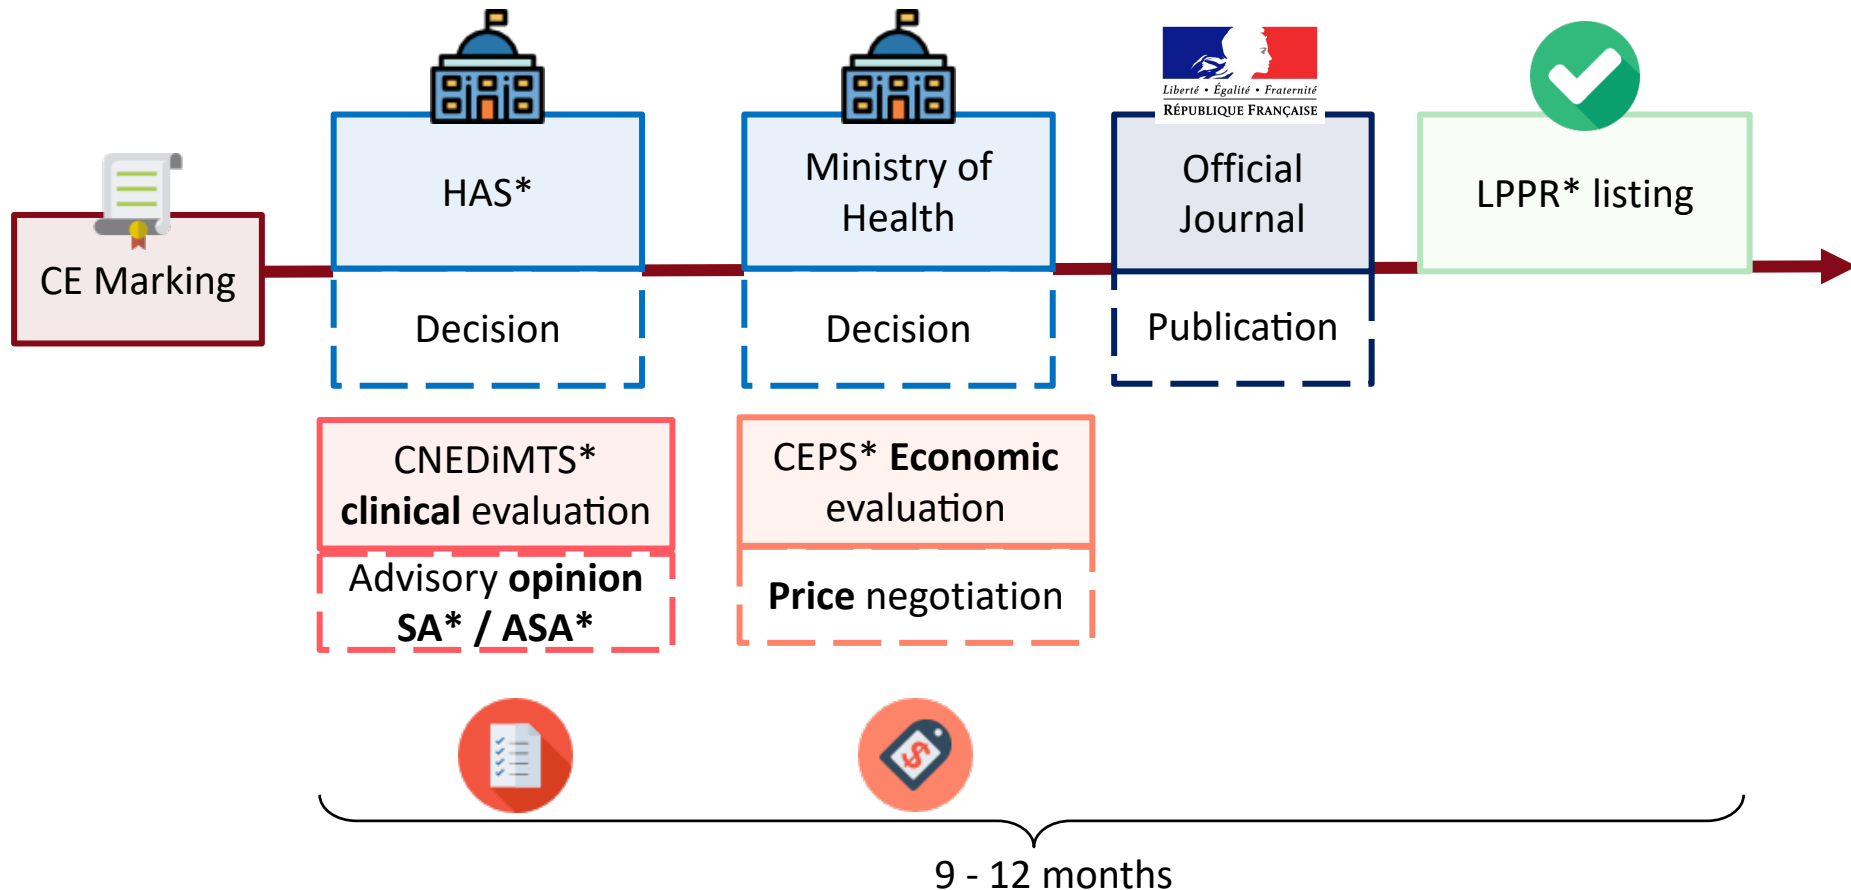 Liberté • Égalité • Fraternité
RÉPUBLIQUE FRANÇAISE
CE Marking
HAS*
Decision
Ministry of
Health
Decision
Official
Journal
Publication
LPPR* listing
CNEDiMTS*
clinical evaluation
Advisory opinion
SA* / ASA*
CEPS* Economic
evaluation
Price negotiation
$
9 - 12 months